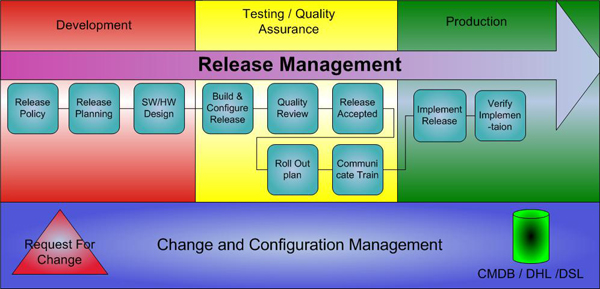 Development
Testing / Quality
Assurance
Production
Release Management
Release
Policy
Release
Planning
SW/HW
Design
Build &
Configure
Release
Quality
Review
Release
Accepted
Roll Out
plan
Communi
cate Train
Implement
Release
Verify
Implemen
-taion
Request For
Change
Change and Configuration Management
CMDB / DHL /DSL